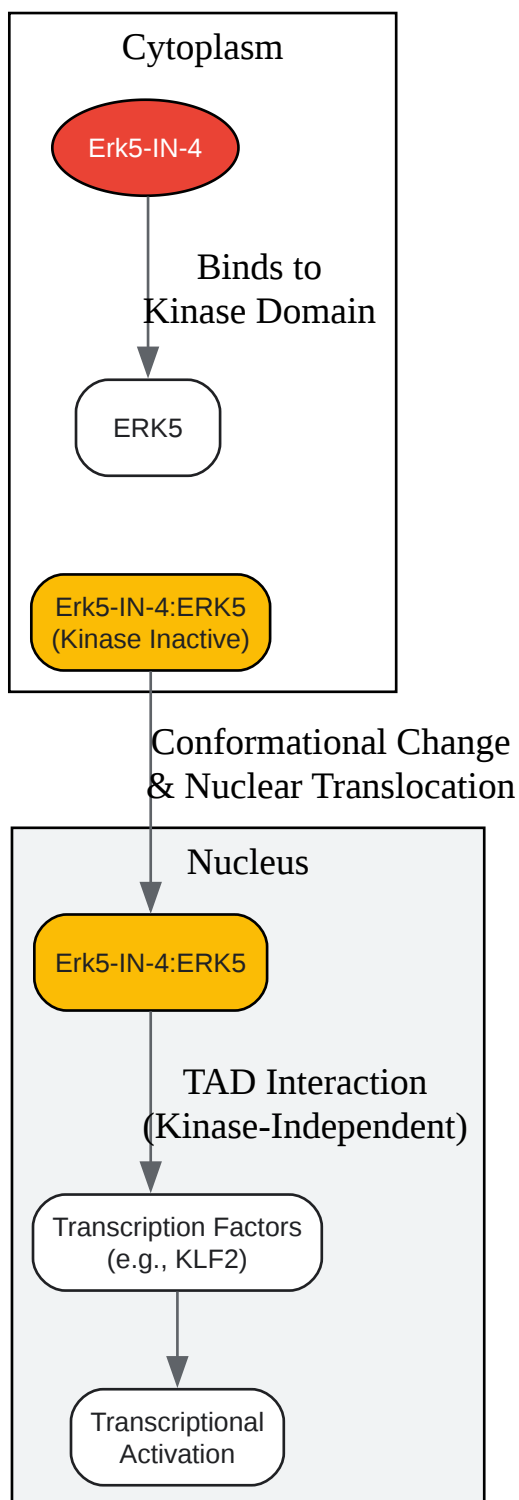 Cytoplasm
Erk5-IN-4
Binds to
Kinase Domain
ERK5
Erk5-IN-4:ERK5
(Kinase Inactive)
Conformational Change
& Nuclear Translocation
Nucleus
Erk5-IN-4:ERK5
TAD Interaction
(Kinase-Independent)
Transcription Factors
(e.g., KLF2)
Transcriptional
Activation